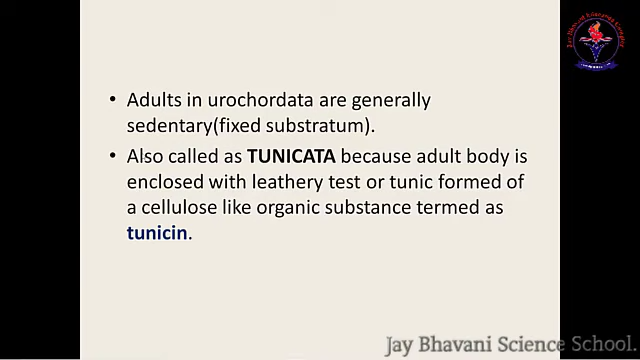 • Adults in urochordata are generally
sedentary(fixed substratum).
• Also called as TUNICATA because adult body is
enclosed with leathery test or tunic formed of
a cellulose like organic substance termed as
tunicin.
Jay Bhavani Science School.